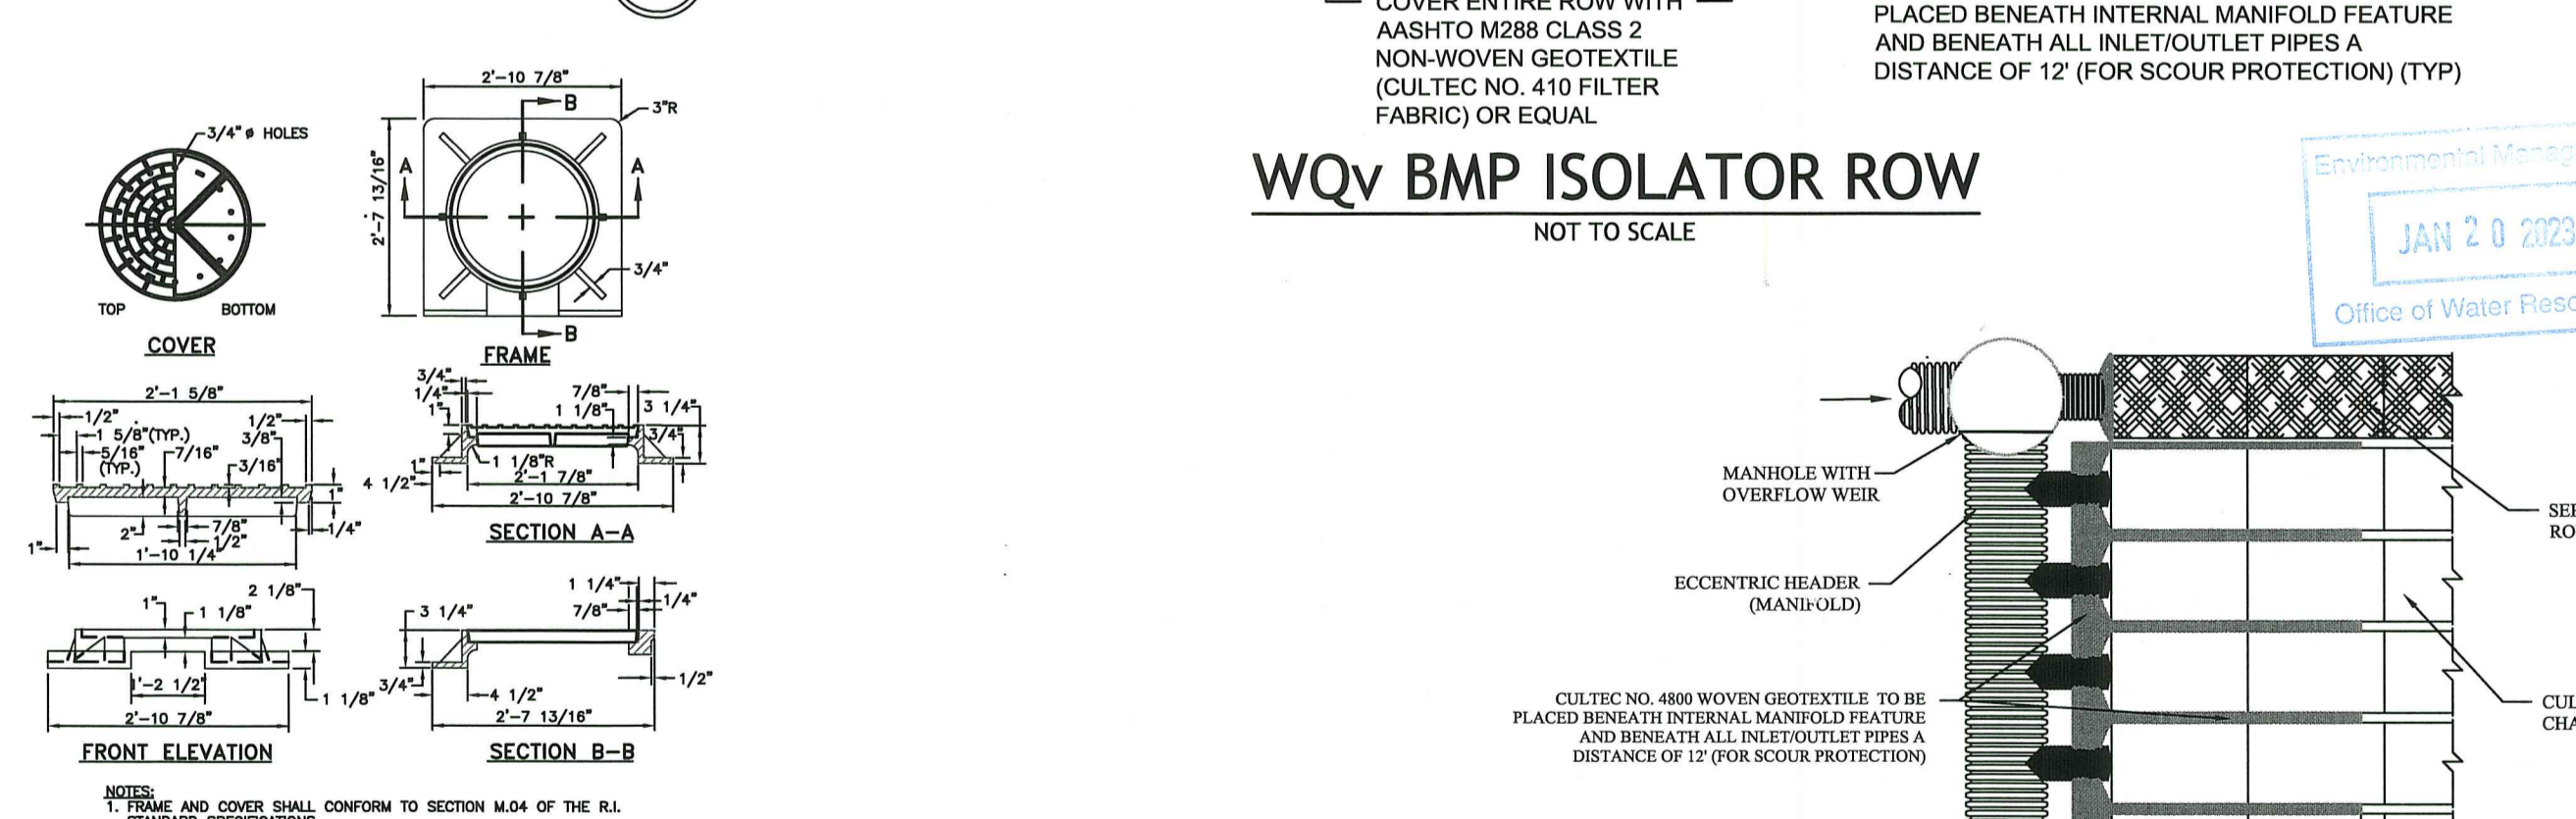 COVER ENTIRE ROW WITH
AASHTO M288 CLASS 2
NON-WOVEN GEOTEXTILE
(CULTEC NO. 410 FILTER
FABRIC) OR EQUAL
PLACED BENEATH INTERNAL MANIFOLD FEATURE
AND BENEATH ALL INLET/OUTLET PIPES A
DISTANCE OF 12' (FOR SCOUR PROTECTION) (TYP)
WQv BMP ISOLATOR ROW
NOT TO SCALE
Environmental Manag
JAN 20 2023
Office of Water Reso
3/4" ø HOLES
TOP
BOTTOM
COVER
2'-10 7/8"
B
3"R
A
A
2'-7 13/16"
3/4"
B
FRAME
2'-1 5/8"
1/2"
1/2"
1 5/8"(TYP.)
3/8"
5/16"
(TYP.)
7/16"
3/16"
1"
2"
7/8"
1/2"
1/4"
1"
1'-10 1/4"
3/4"
1/4"
1"
7/8"
1 1/8"
3 1/4"
3/4"
1"
1 1/8"R
4 1/2"
2'-1 7/8"
2'-10 7/8"
SECTION A-A
2 1/8"
1"
1 1/8"
1'-2 1/2"
1 1/8"
2'-10 7/8"
FRONT ELEVATION
1 1/4"
1/4"
3 1/4"
7/8"
3/4"
1/2"
4 1/2"
2'-7 13/16"
SECTION B-B
NOTES:
1. FRAME AND COVER SHALL CONFORM TO SECTION M.04 OF THE R.I.
STANDARD SPECIFICATIONS
MANHOLE WITH
OVERFLOW WEIR
ECCENTRIC HEADER
(MANIFOLD)
CULTEC NO. 4800 WOVEN GEOTEXTILE TO BE
PLACED BENEATH INTERNAL MANIFOLD FEATURE
AND BENEATH ALL INLET/OUTLET PIPES A
DISTANCE OF 12' (FOR SCOUR PROTECTION)
SEE
RO
CUL
CHA